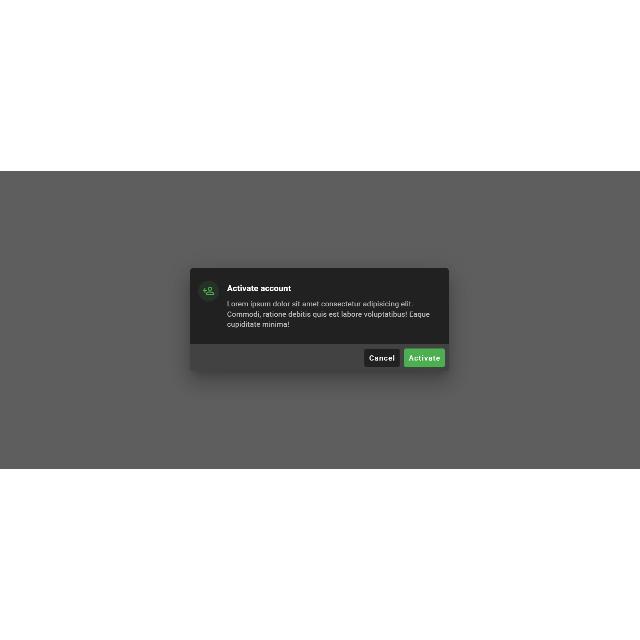 Activate account
Lorem ipsum dolor sit amet consectetur adipisicing elit.
Commodi, ratione debitis quis est labore voluptatibus! Eaque
cupiditate minima!
Cancel
Activate